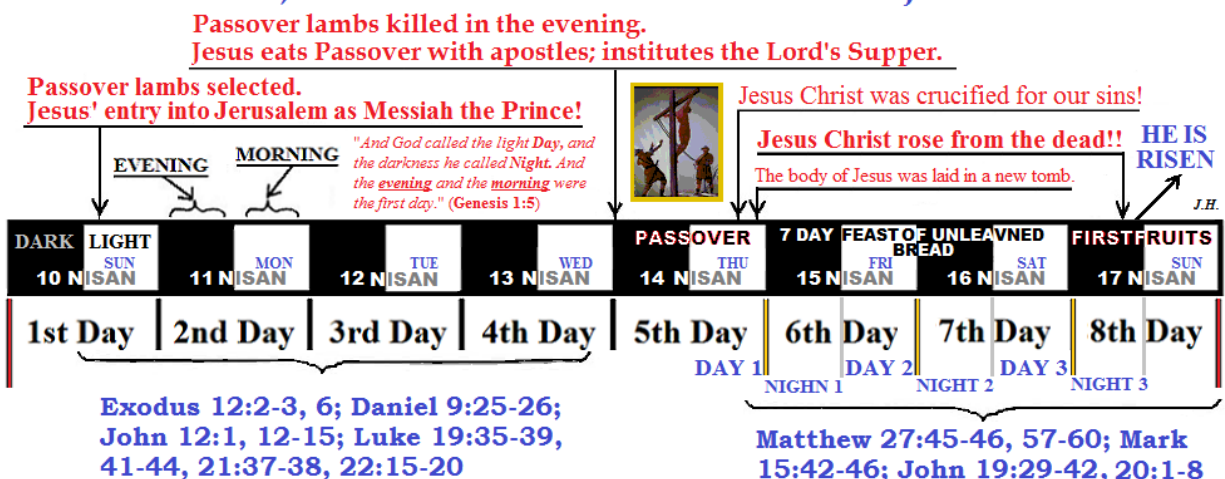 Passover lambs killed in the evening.
Jesus eats Passover with apostles; institutes the Lord's Supper.
Passover lambs selected.
Jesus' entry into Jerusalem as Messiah the Prince!
Jesus Christ was crucified for our sins!
Jesus Christ rose from the dead!!
HE IS
RISEN
The body of Jesus was laid in a new tomb.
EVENING
MORNING
"And God called the light Day, and
the darkness he called Night. And
the evening and the morning were
the first day." (Genesis 1:5)
J.H.
DARK LIGHT
SUN
10 NISAN
MON
11 NISAN
TUE
12 NISAN
WED
13 NISAN
PASSOVER
THU
14 NISAN
7 DAY FEAST OF UNLEAVNED
BREAD
FRI
15 NISAN
SAT
16 NISAN
FIRSTFRUITS
SUN
17 NISAN
1st Day
2nd Day
3rd Day
4th Day
5th Day
6th Day
7th Day
8th Day
DAY 1
NIGHN 1
DAY 2
NIGHT 2
DAY 3
NIGHT 3
Exodus 12:2-3, 6; Daniel 9:25-26;
John 12:1, 12-15; Luke 19:35-39,
41-44, 21:37-38, 22:15-20
Matthew 27:45-46, 57-60; Mark
15:42-46; John 19:29-42, 20:1-8